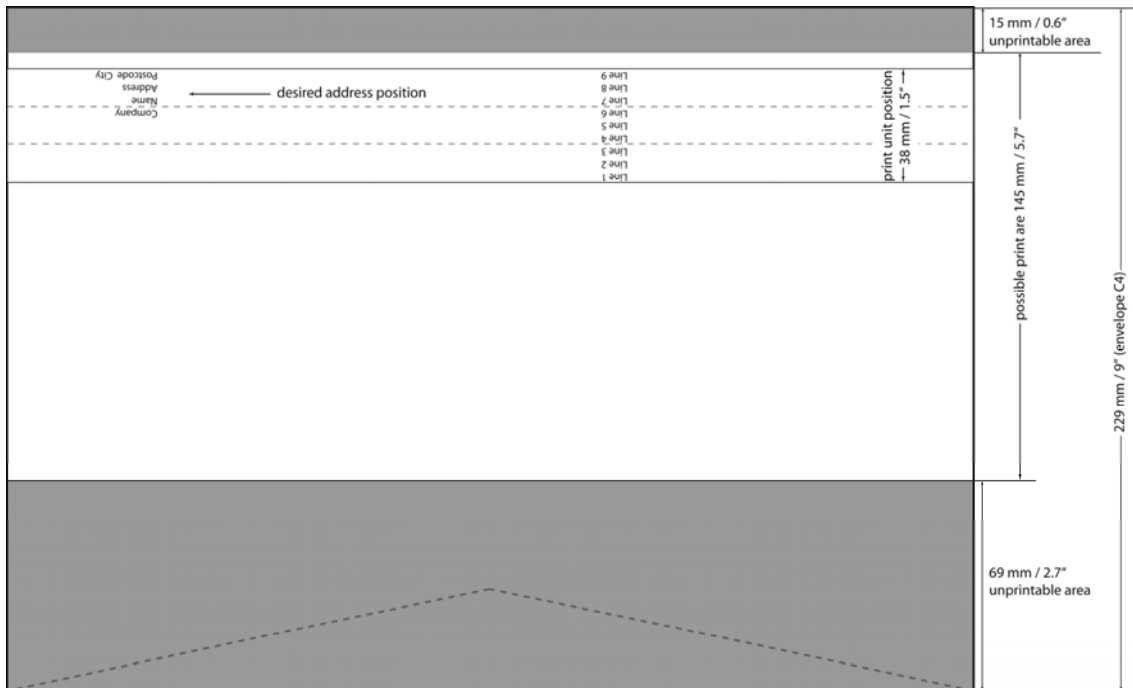 15 mm / 0.6“
unprintable area
Postcode City
Address
Name
Company
desired address position
Line 9
Line 8
Line 7
Line 6
Line 5
Line 4
Line 3
Line 2
Line 1
print unit position
38 mm / 1.5“
possible print are 145 mm / 5.7“
229 mm / 9“ (envelope C4)
69 mm / 2.7“
unprintable area